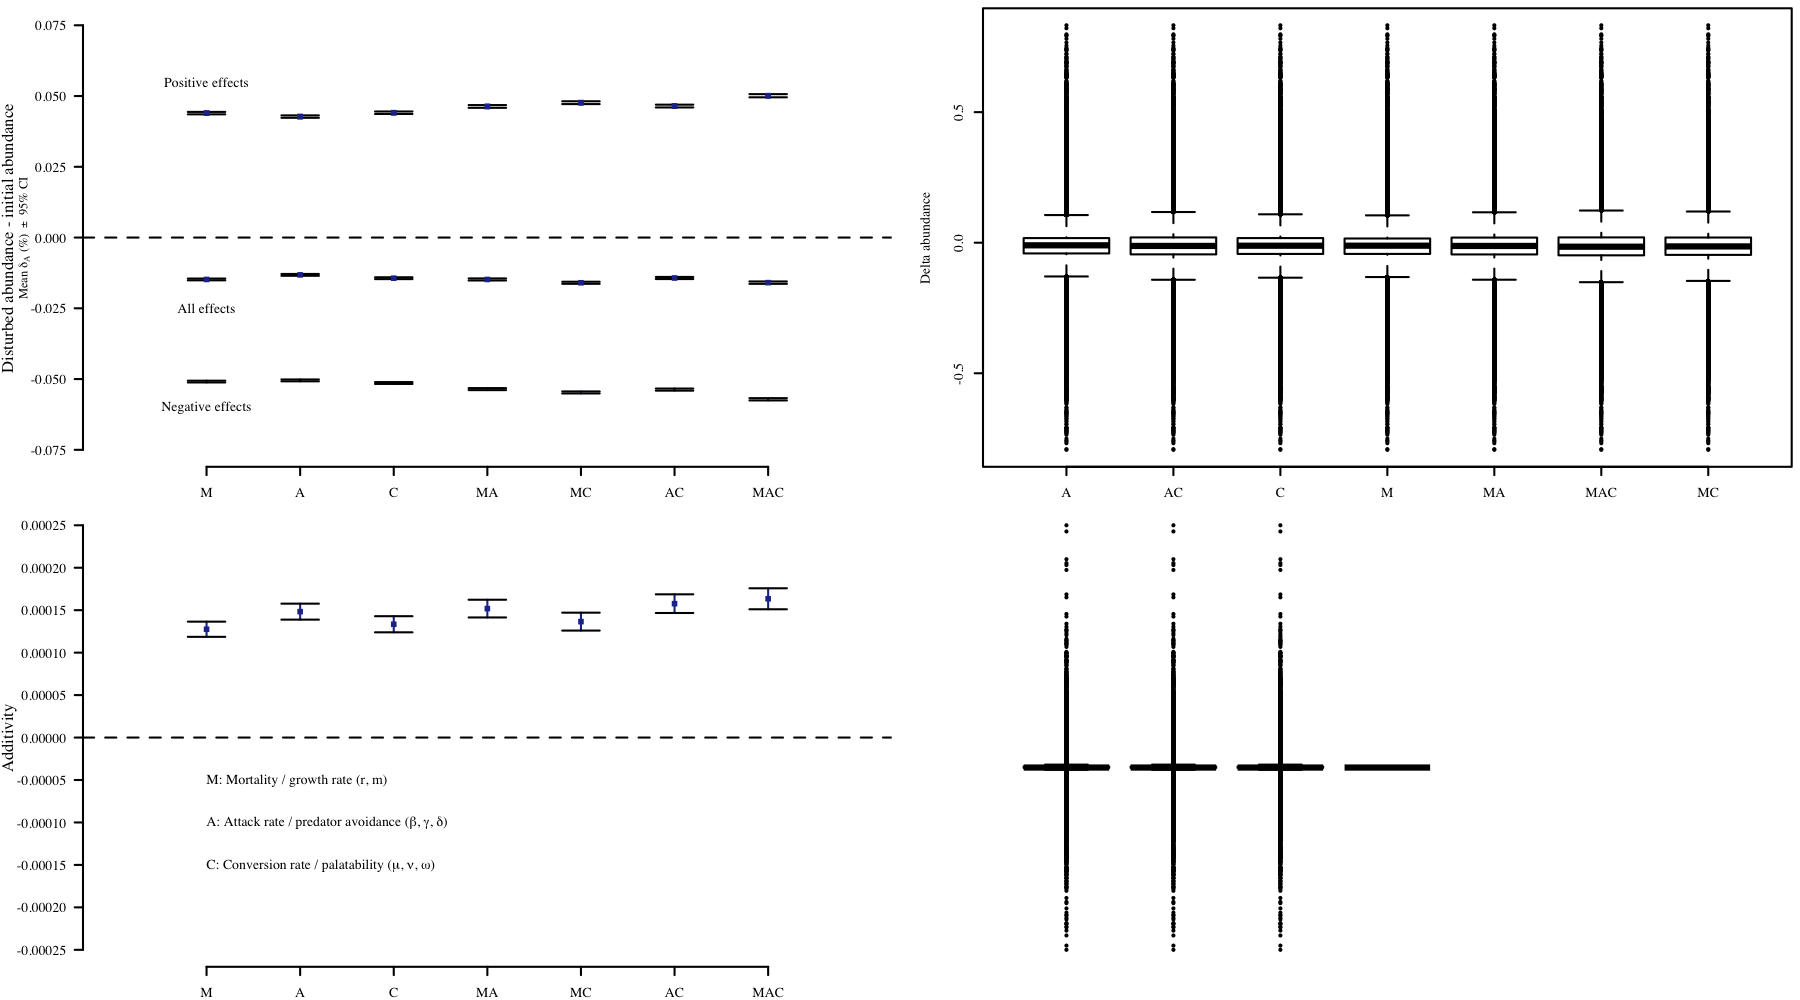 Disturbed abundance - initial abundance
Mean δA (%) ± 95% CI
0.075
0.050
0.025
0.000
-0.025
-0.050
-0.075
Positive effects
All effects
Negative effects
M A C MA MC AC MAC
Delta abundance
0.5
0.0
-0.5
A AC C M MA MAC MC
Additivity
0.00025
0.00020
0.00015
0.00010
0.00005
0.00000
-0.00005
-0.00010
-0.00015
-0.00020
-0.00025
M: Mortality / growth rate (r, m)
A: Attack rate / predator avoidance (β, γ, δ)
C: Conversion rate / palatability (μ, ν, ω)
M A C MA MC AC MAC